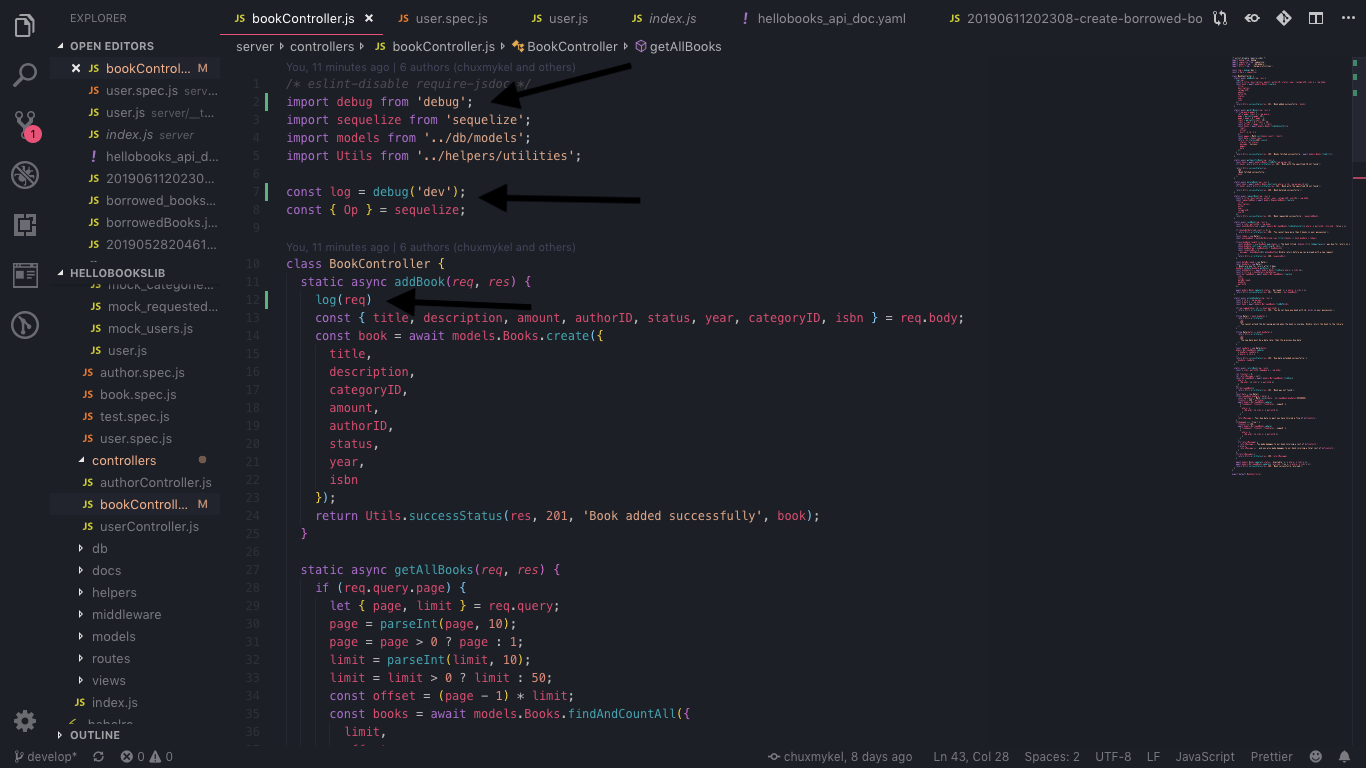 EXPLORER
JS bookController.js ×
JS user.spec.js
JS user.js
JS index.js
! hellobooks_api_doc.yaml
JS 20190611202308-create-borrowed-bo
OPEN EDITORS
× JS bookControl... M
JS user.spec.js serv...
JS user.js server/__t...
JS index.js server
! hellobooks_api_d...
JS 2019061120230...
JS borrowed_books...
JS borrowedBooks.j...
JS 2019052820461...
1
HELLOBOOKSLIB
JS mock_categorie...
JS mock_requested...
JS mock_users.js
JS user.js
JS author.spec.js
JS book.spec.js
JS test.spec.js
JS user.spec.js
controllers
JS authorController.js
JS bookControll... M
JS userController.js
db
docs
helpers
middleware
models
routes
views
JS index.js
OUTLINE
server controllers JS bookController.js BookController getAllBooks
You, 11 minutes ago | 6 authors (chuxmykel and others)
1 /* eslint-disable require-jsdoc */
2 import debug from 'debug';
3 import sequelize from 'sequelize';
4 import models from '../db/models';
5 import Utils from '../helpers/utilities';
6
7 const log = debug('dev');
8 const { Op } = sequelize;
9
You, 11 minutes ago | 6 authors (chuxmykel and others)
10 class BookController {
11 static async addBook(req, res) {
12 log(req)
13 const { title, description, amount, authorID, status, year, categoryID, isbn } = req.body;
14 const book = await models.Books.create({
15 title,
16 description,
17 categoryID,
18 amount,
19 authorID,
20 status,
21 year,
22 isbn
23 });
24 return Utils.successStatus(res, 201, 'Book added successfully', book);
25 }
26
27 static async getAllBooks(req, res) {
28 if (req.query.page) {
29 let { page, limit } = req.query;
30 page = parseInt(page, 10);
31 page = page > 0 ? page : 1;
32 limit = parseInt(limit, 10);
33 limit = limit > 0 ? limit : 50;
34 const offset = (page - 1) * limit;
35 const books = await models.Books.findAndCountAll({
36 limit,
develop* 0 0
chuxmykel, 8 days ago Ln 43, Col 28 Spaces: 2 UTF-8 LF JavaScript Prettier